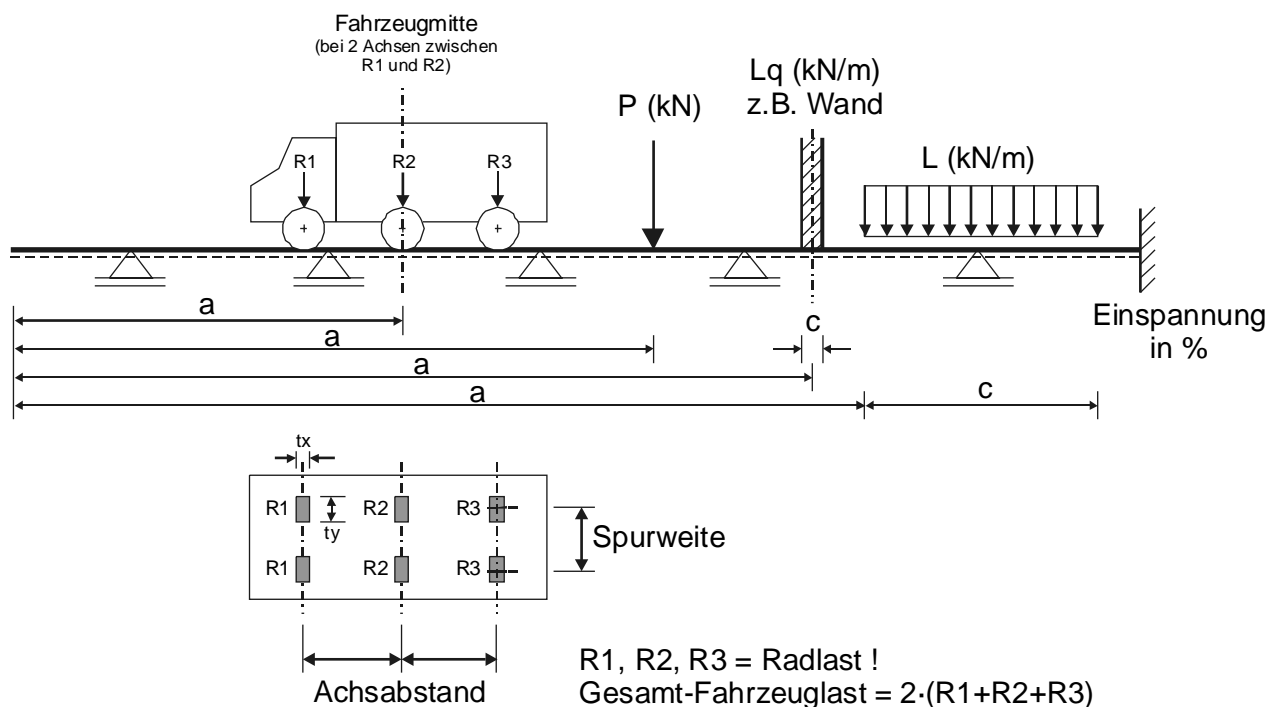 Fahrzeugmitte
(bei 2 Achsen zwischen
R1 und R2)
Lq (kN/m)
z.B. Wand
P (kN)
L (kN/m)
R1
R2
R3
a
c
Einspannung
in %
a
a
a
c
tx
R1
R2
R3
ty
Spurweite
R1
R2
R3
Achsabstand
R1, R2, R3 = Radlast !
Gesamt-Fahrzeuglast = 2·(R1+R2+R3)